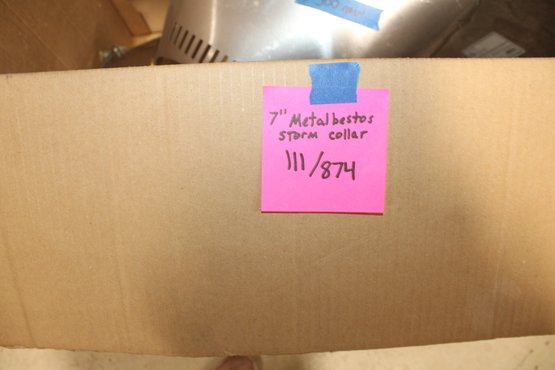 7" Metalbestos
storm collar
111/874